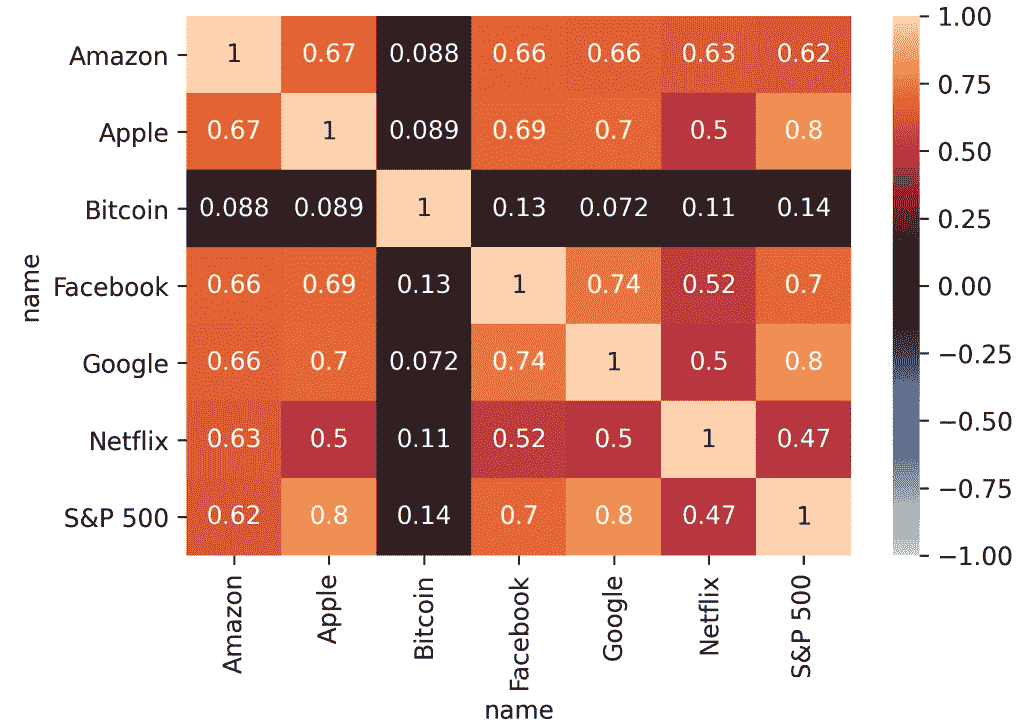 Amazon 1 0.67 0.088 0.66 0.66 0.63 0.62
Apple 0.67 1 0.089 0.69 0.7 0.5 0.8
Bitcoin 0.088 0.089 1 0.13 0.072 0.11 0.14
Facebook 0.66 0.69 0.13 1 0.74 0.52 0.7
Google 0.66 0.7 0.072 0.74 1 0.5 0.8
Netflix 0.63 0.5 0.11 0.52 0.5 1 0.47
S&P 500 0.62 0.8 0.14 0.7 0.8 0.47 1
name
Amazon
Apple
Bitcoin
Facebook
Google
Netflix
S&P 500
name
1.00
0.75
0.50
0.25
0.00
−0.25
−0.50
−0.75
−1.00